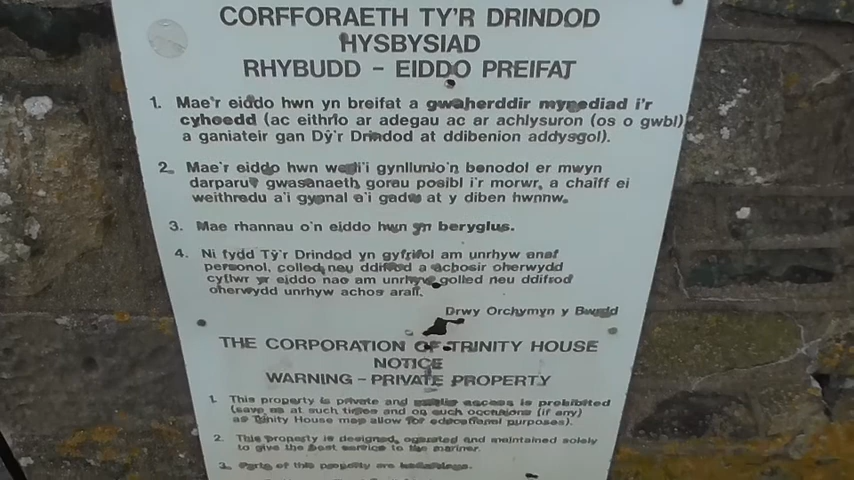 CORFFORAETH TY'R DRINDOD
HYSBYSIAD
RHYBUDD - EIDDO PREIFAT
1. Mae'r eiddo hwn yn breifat a gwaherddir mynediad i'r
cyhoedd (ac eithrio ar adegau ac ar achlysuron (os o gwbl)
a ganiateir gan Dŷ'r Drindod at ddibenion addysgol).
2. Mae'r eiddo hwn wedi'i gynllunio'n benodol er mwyn
darparu gwasanaeth gorau posibl i'r morwr, a chaiff ei
weithredu a'i gynnal a'i gadw at y diben hwnnw.
3. Mae rhannau o'n eiddo hwn yn beryglus.
4. Ni fydd Tŷ'r Drindod yn gyfrifol am unrhyw anaf
personol, colled neu ddifrod a achosir oherwydd
cyflwr yr eiddo nac am unrhyw golled neu ddifrod
oherwydd unrhyw achos arall.
Drwy Orchymyn y Bwrdd
THE CORPORATION OF TRINITY HOUSE
NOTICE
WARNING - PRIVATE PROPERTY
1. This property is private and public access is prohibited
(save as at such times and on such occasions (if any)
as Trinity House may allow for educational purposes).
2. This property is designed, operated and maintained solely
to give the best service to the mariner.
3. Parts of this property are hazardous.